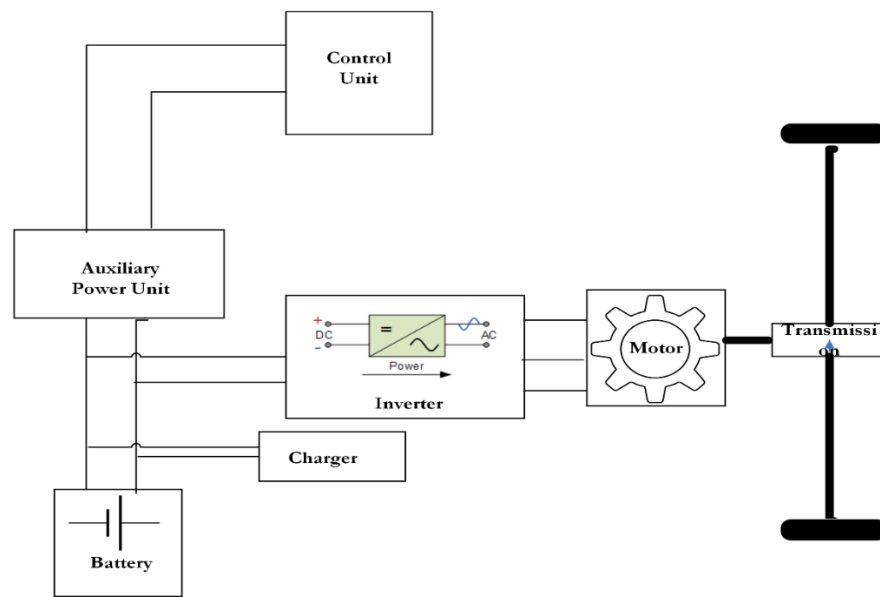 Control
Unit
Auxiliary
Power Unit
+
DC
-
=
AC
Power
Inverter
Motor
Transmissi
on
Charger
Battery